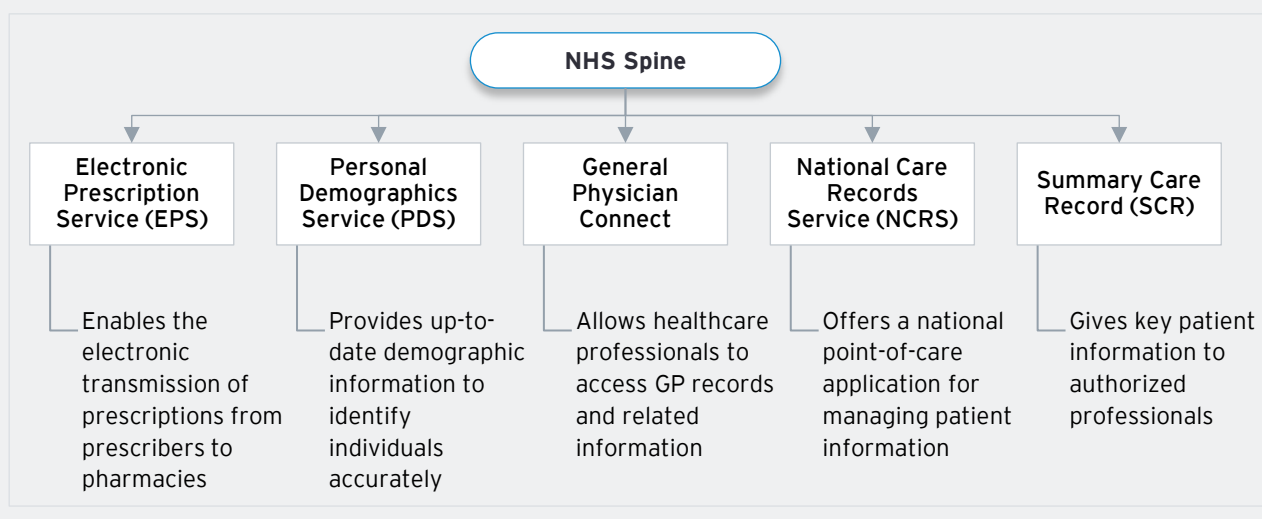 NHS Spine
Electronic
Prescription
Service (EPS)
Personal
Demographics
Service (PDS)
General
Physician
Connect
National Care
Records
Service (NCRS)
Summary Care
Record (SCR)
Enables the
electronic
transmission of
prescriptions from
prescribers to
pharmacies
Provides up-to-
date demographic
information to
identify
individuals
accurately
Allows healthcare
professionals to
access GP records
and related
information
Offers a national
point-of-care
application for
managing patient
information
Gives key patient
information to
authorized
professionals